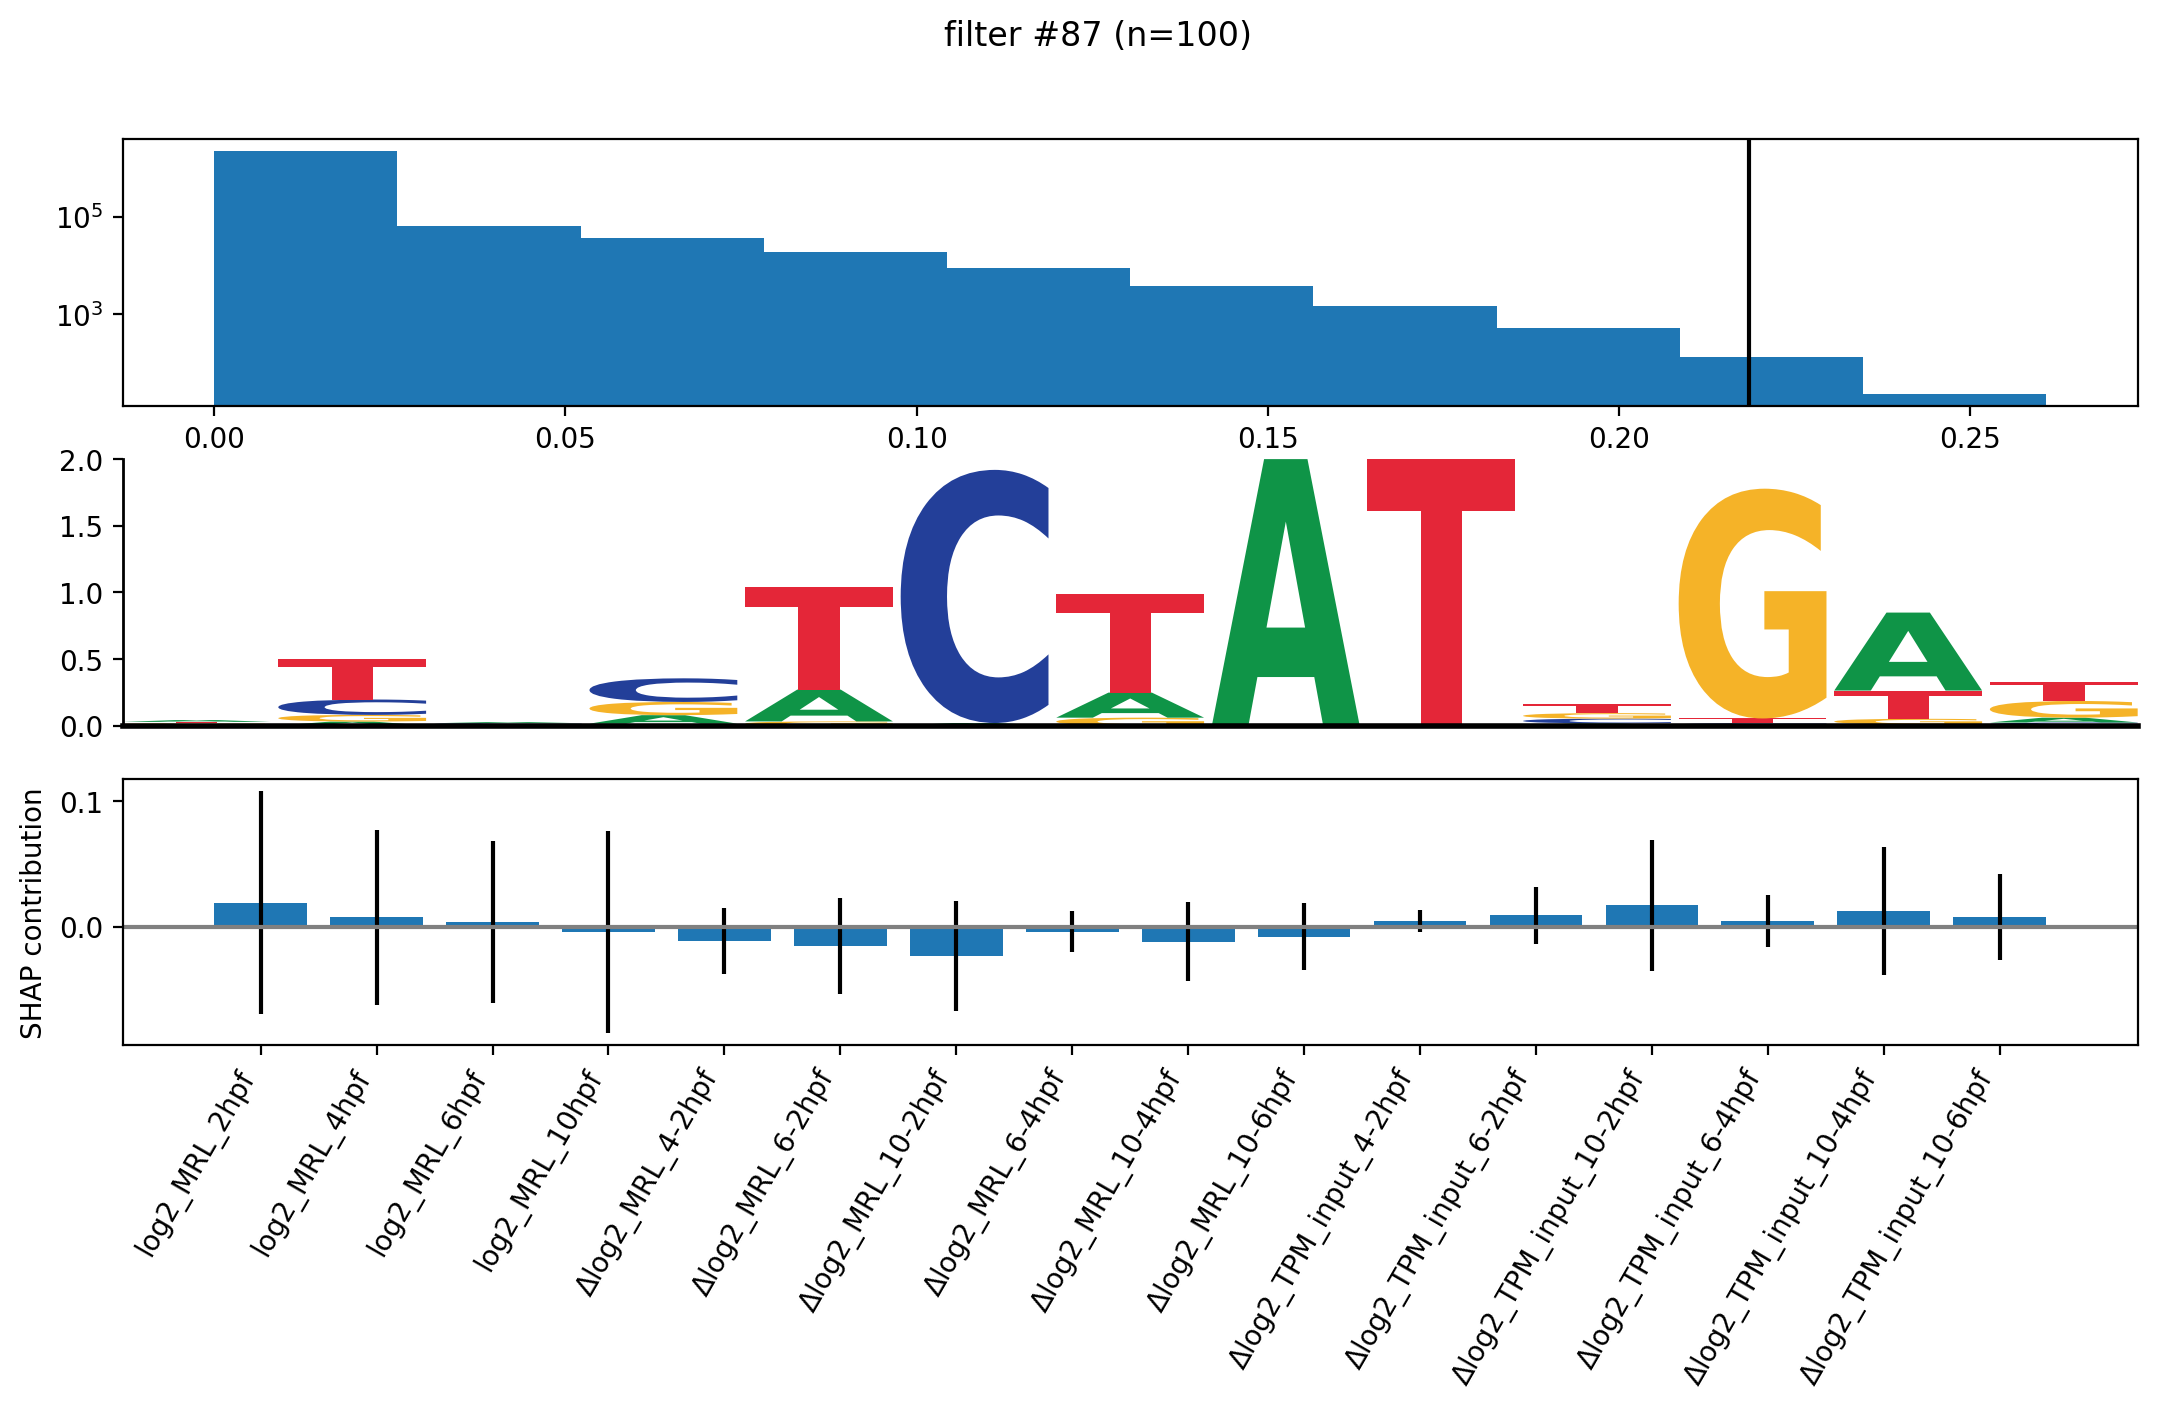 filter #87 (n=100)
10^5
10^3
0.00 0.05 0.10 0.15 0.20 0.25
2.0
1.5
1.0
0.5
0.0
T C G
C G A
T A
C
T A G
A
T
T G C
G T
A T G
T G A
SHAP contribution
0.1
0.0
log2_MRL_2hpf
log2_MRL_4hpf
log2_MRL_6hpf
log2_MRL_10hpf
Δlog2_MRL_4-2hpf
Δlog2_MRL_6-2hpf
Δlog2_MRL_10-2hpf
Δlog2_MRL_6-4hpf
Δlog2_MRL_10-4hpf
Δlog2_MRL_10-6hpf
Δlog2_TPM_input_4-2hpf
Δlog2_TPM_input_6-2hpf
Δlog2_TPM_input_10-2hpf
Δlog2_TPM_input_6-4hpf
Δlog2_TPM_input_10-4hpf
Δlog2_TPM_input_10-6hpf